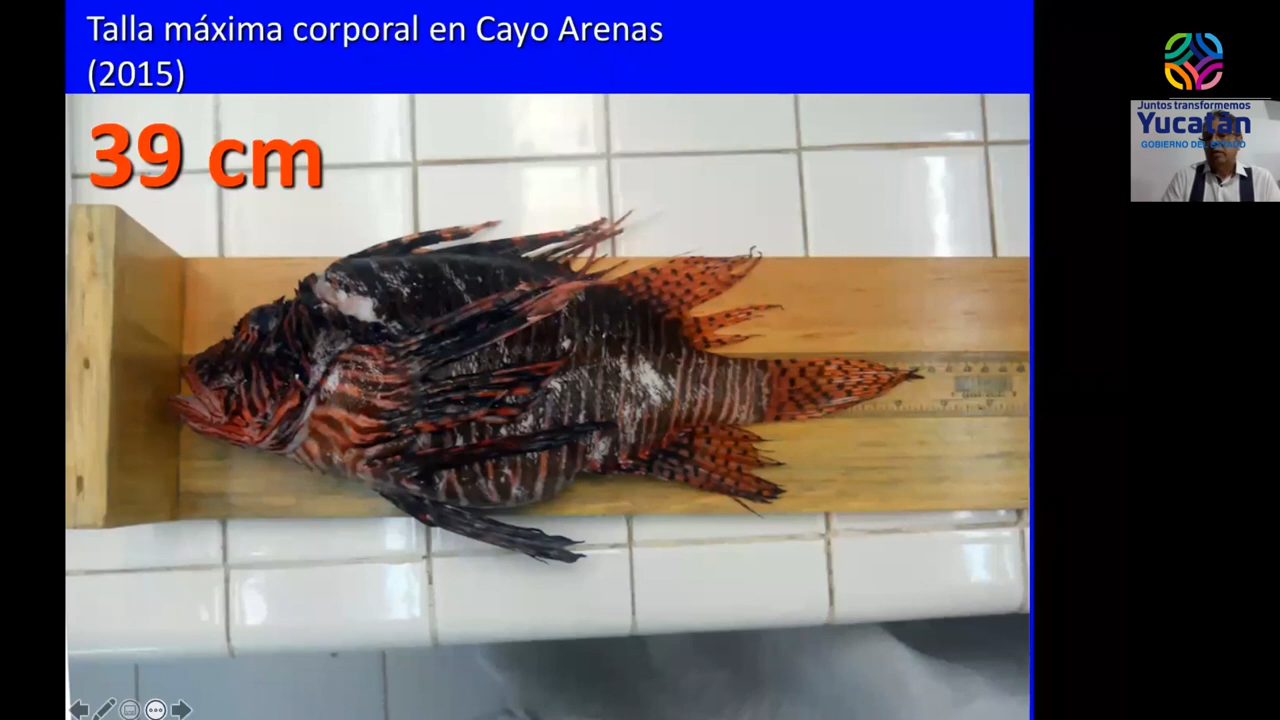 Talla máxima corporal en Cayo Arenas
(2015)
39 cm
Juntos transformemos
Yucatán
GOBIERNO DEL ESTADO